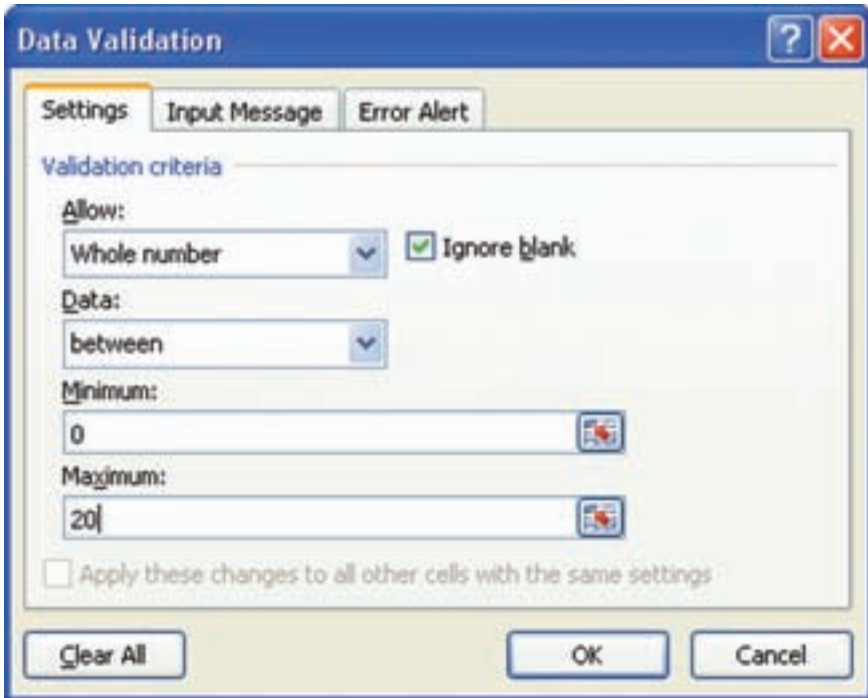 Data Validation
Settings Input Message Error Alert
Validation criteria
Allow:
Whole number Ignore blank
Data:
between
Minimum:
0
Maximum:
20
Apply these changes to all other cells with the same settings
Clear All OK Cancel